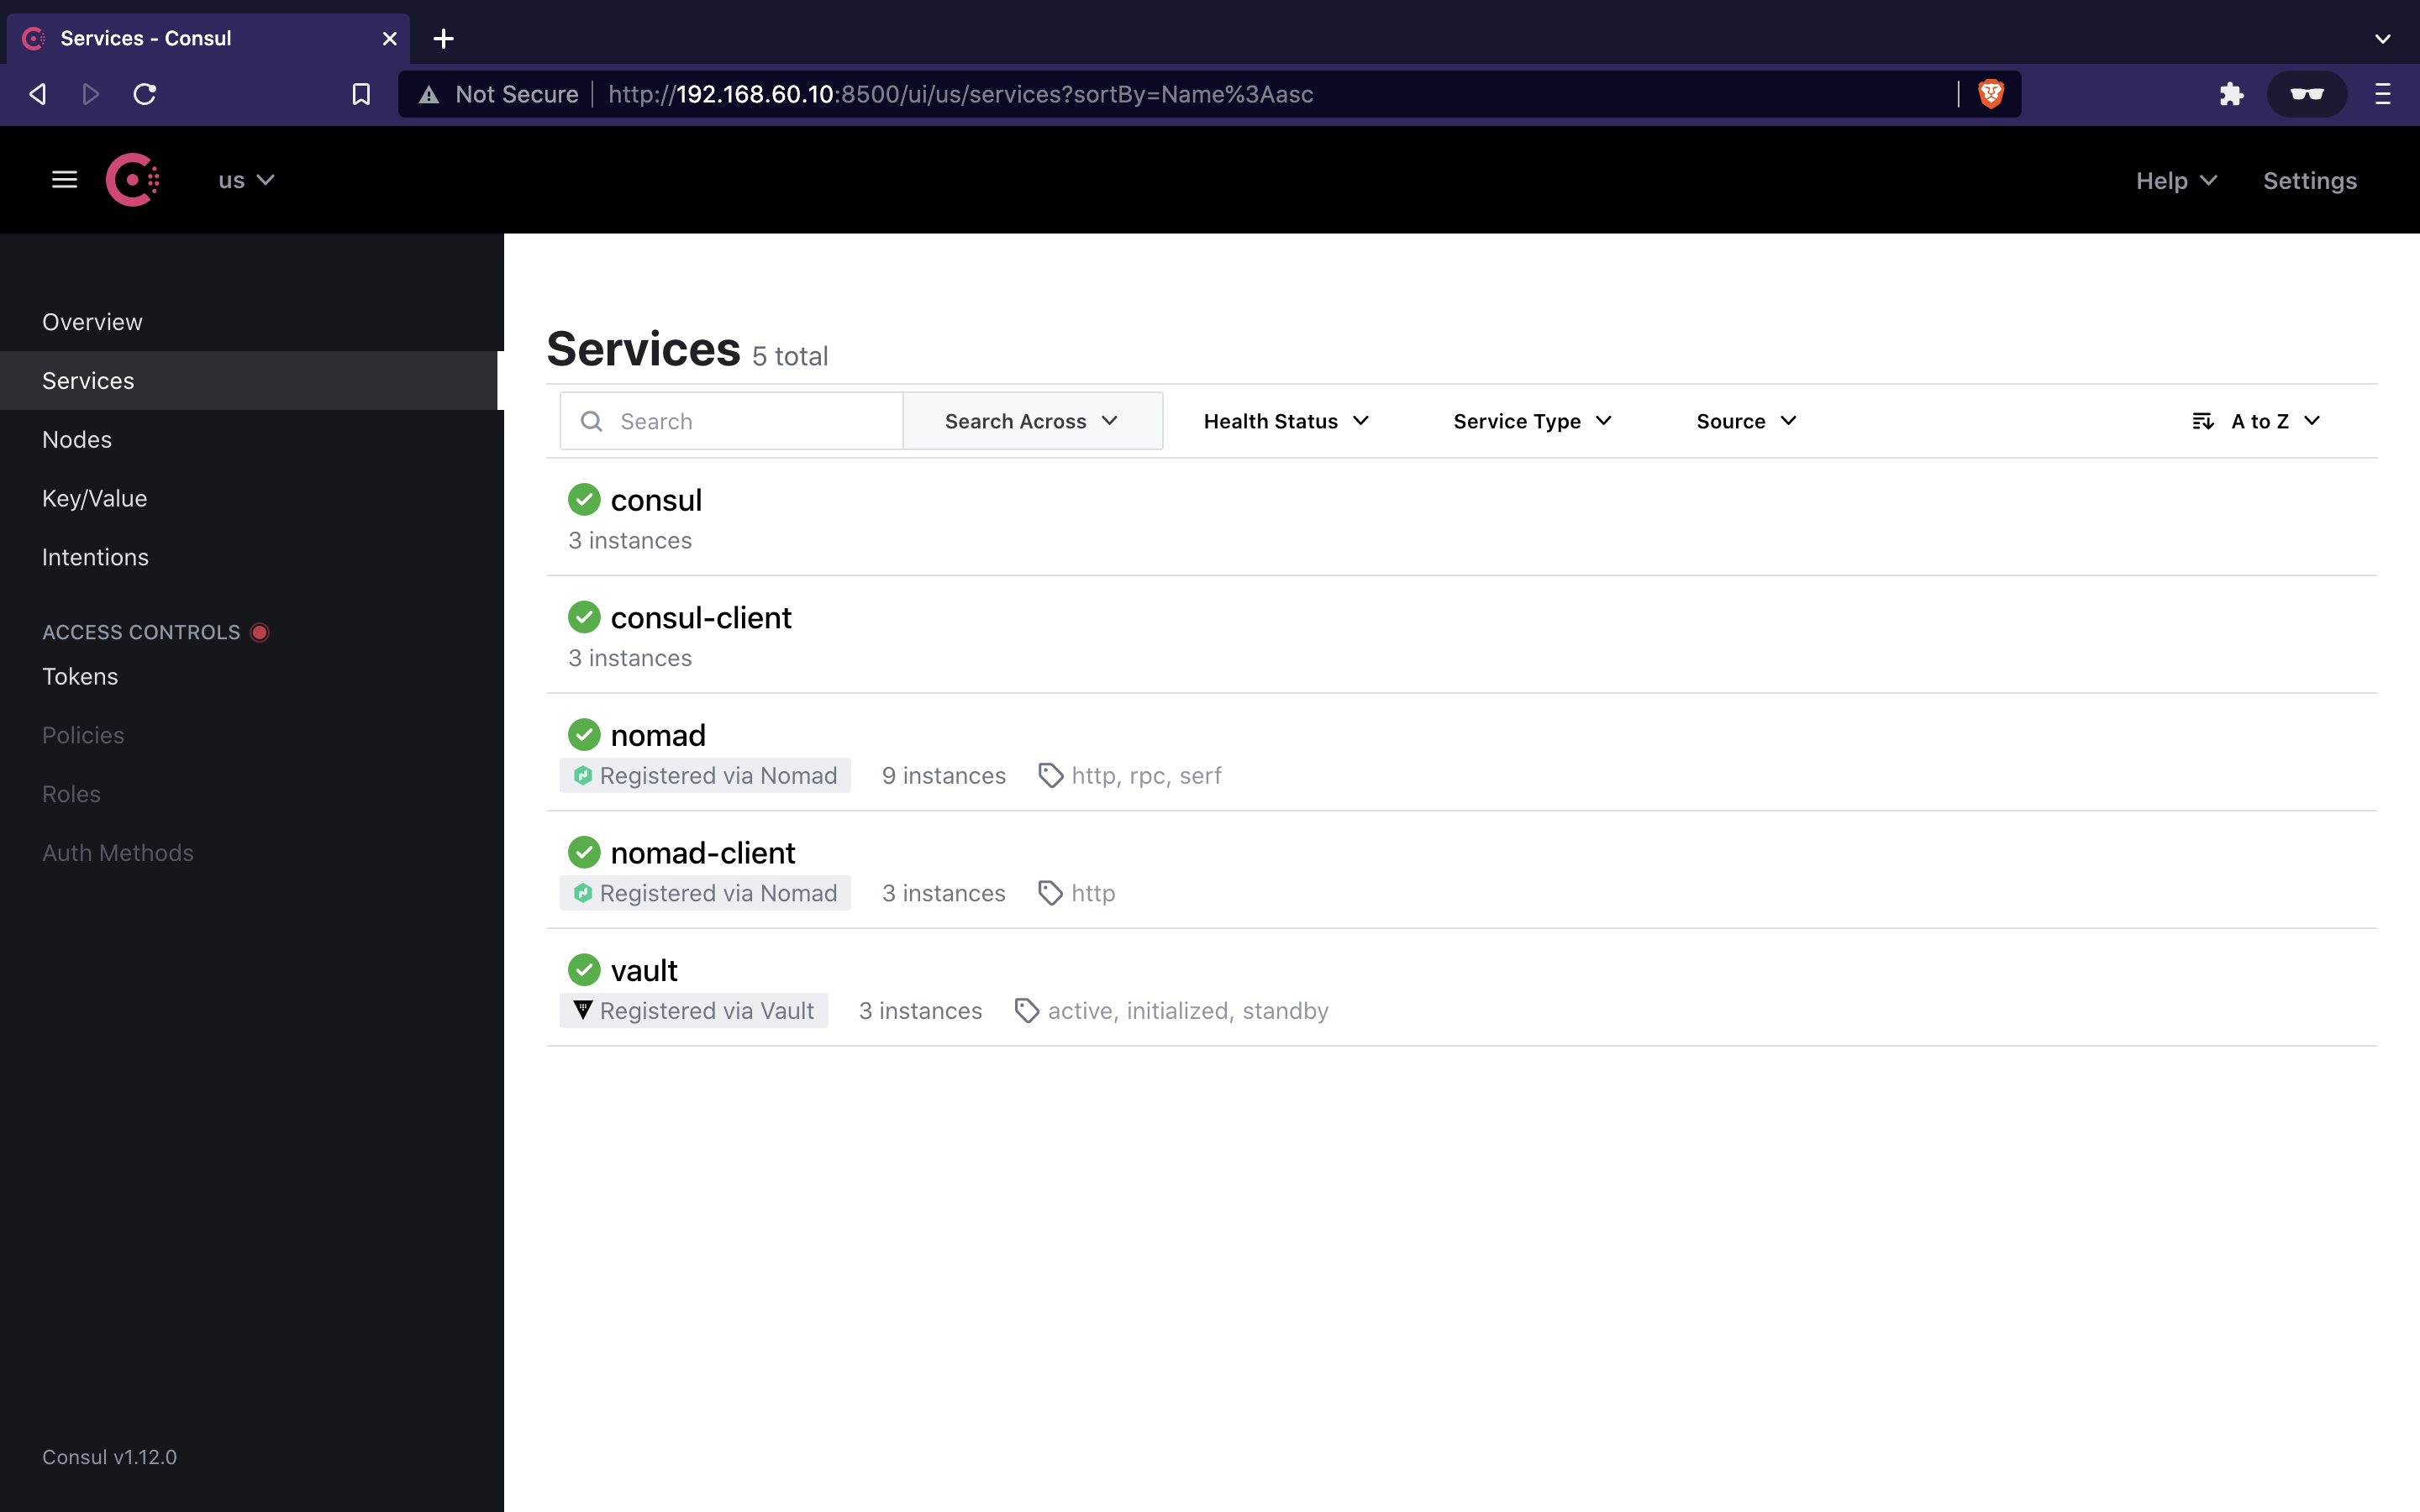 Services - Consul
Not Secure http://192.168.60.10:8500/ui/us/services?sortBy=Name%3Aasc
us Help Settings
Overview
Services
Nodes
Key/Value
Intentions
ACCESS CONTROLS
Tokens
Policies
Roles
Auth Methods
Consul v1.12.0
Services 5 total
Search Search Across Health Status Service Type Source A to Z
consul
3 instances
consul-client
3 instances
nomad
Registered via Nomad 9 instances http, rpc, serf
nomad-client
Registered via Nomad 3 instances http
vault
Registered via Vault 3 instances active, initialized, standby